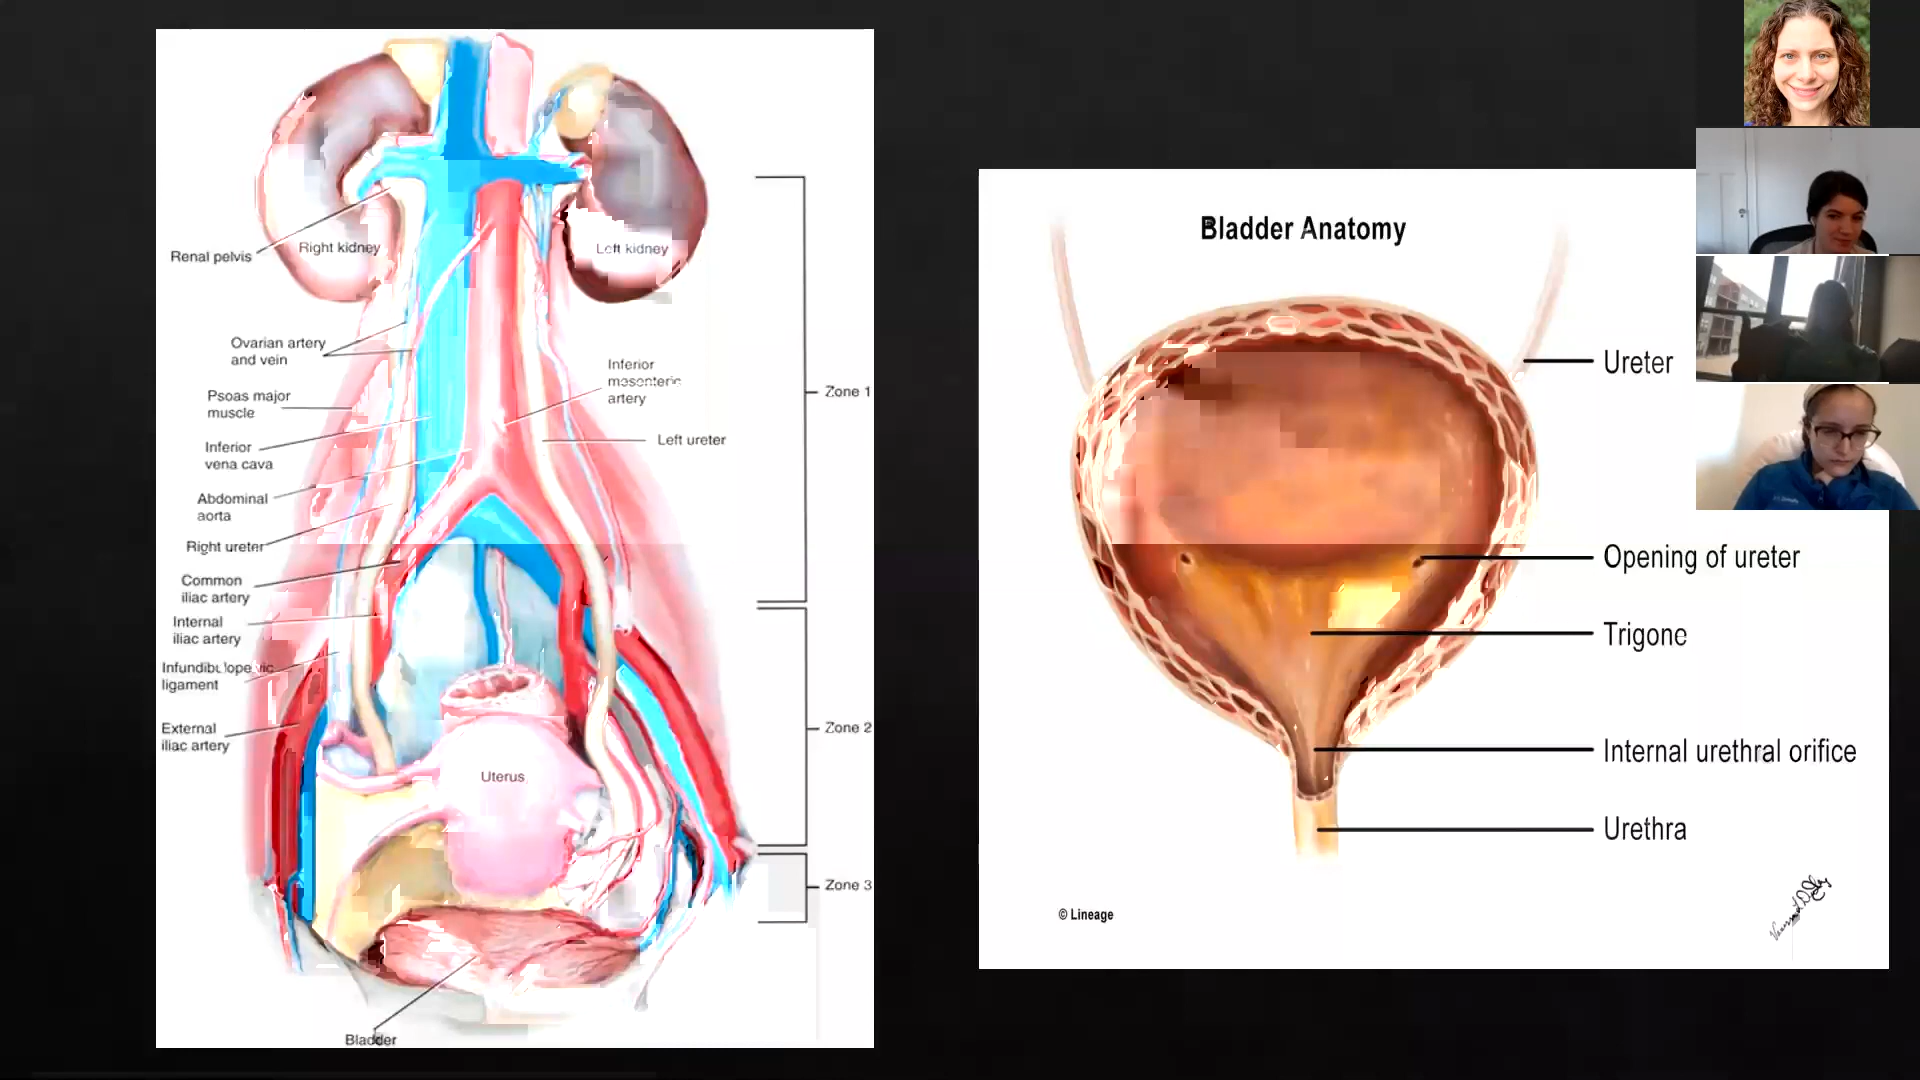 Renal pelvis
Right kidney
Left kidney
Ovarian artery
and vein
Psoas major
muscle
Inferior
vena cava
Abdominal
aorta
Right ureter
Common
iliac artery
Internal
iliac artery
ligament
External
iliac artery
Inferior
mesenteric
artery
Left ureter
Uterus
Bladder
Zone 1
Zone 2
Zone 3
Bladder Anatomy
Ureter
Opening of ureter
Trigone
Internal urethral orifice
Urethra
© Lineage